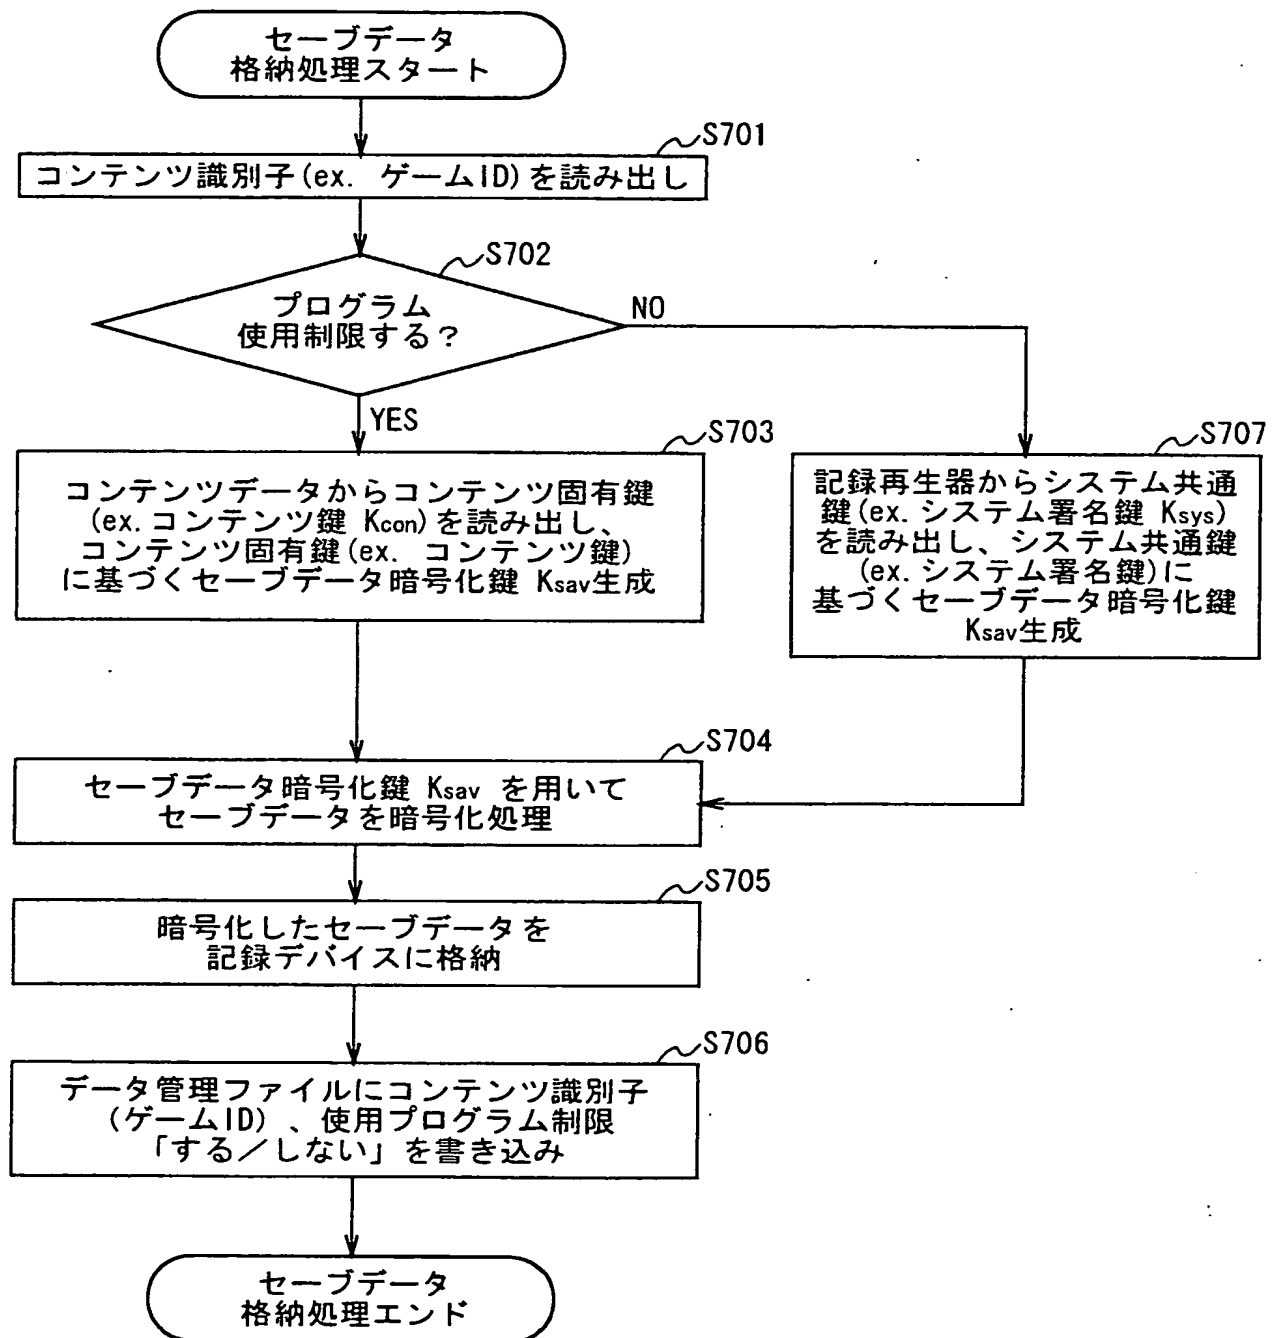 セーブデータ
格納処理スタート
S701
コンテンツ識別子(ex. ゲームID)を読み出し
S702
プログラム
使用制限する？
NO
YES
S703
コンテンツデータからコンテンツ固有鍵
(ex.コンテンツ鍵 Kcon)を読み出し、
コンテンツ固有鍵(ex. コンテンツ鍵)
に基づくセーブデータ暗号化鍵 Ksav生成
S707
記録再生器からシステム共通
鍵(ex.システム署名鍵 Ksys)
を読み出し、システム共通鍵
(ex.システム署名鍵)に
基づくセーブデータ暗号化鍵
Ksav生成
S704
セーブデータ暗号化鍵 Ksav を用いて
セーブデータを暗号化処理
S705
暗号化したセーブデータを
記録デバイスに格納
S706
データ管理ファイルにコンテンツ識別子
(ゲームID)、使用プログラム制限
「する／しない」を書き込み
セーブデータ
格納処理エンド